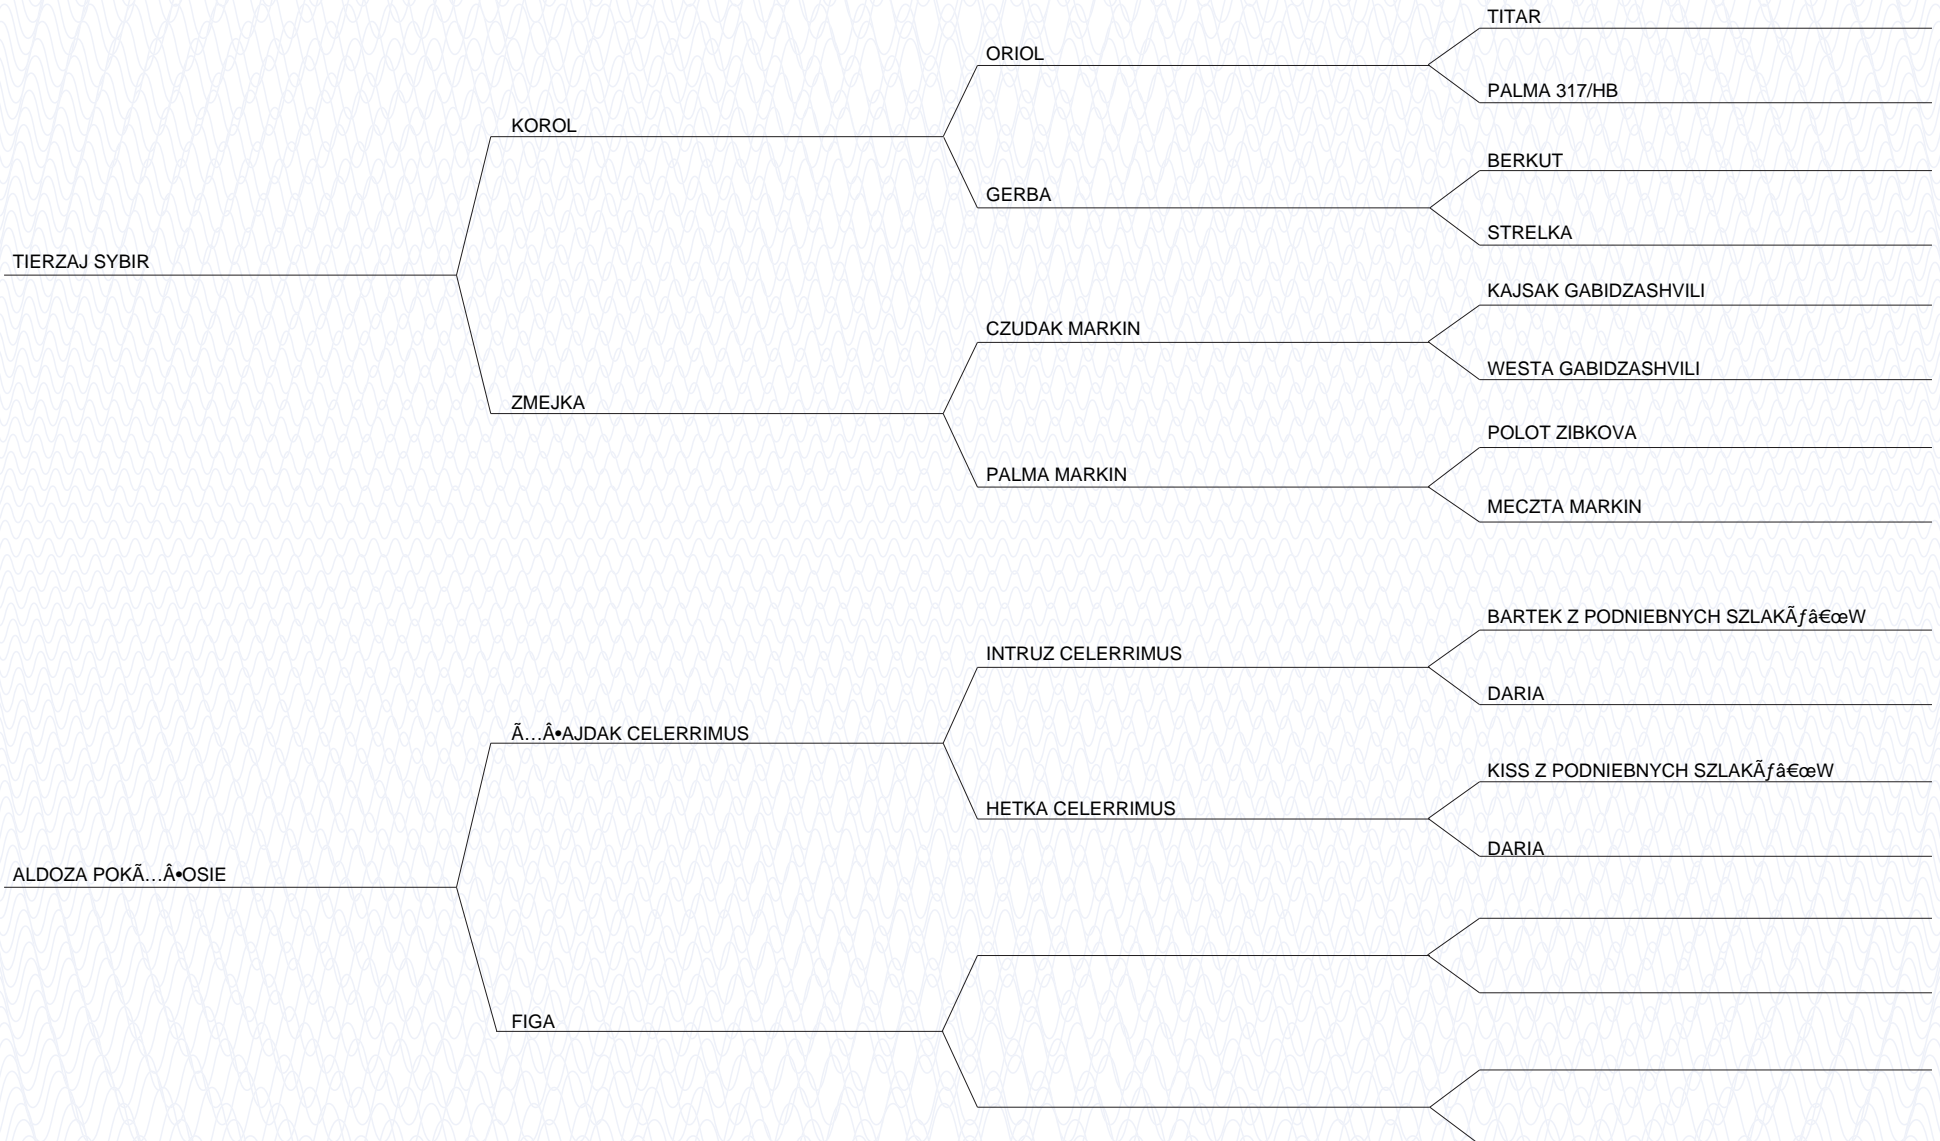 TITAR
ORIOL
PALMA 317/HB
KOROL
BERKUT
GERBA
STRELKA
TIERZAJ SYBIR
KAJSAK GABIDZASHVILI
CZUDAK MARKIN
WESTA GABIDZASHVILI
ZMEJKA
POLOT ZIBKOVA
PALMA MARKIN
MECZTA MARKIN
BARTEK Z PODNIEBNYCH SZLAKÃƒâ€œW
INTRUZ CELERRIMUS
DARIA
Ã…Â•AJDAK CELERRIMUS
KISS Z PODNIEBNYCH SZLAKÃƒâ€œW
HETKA CELERRIMUS
DARIA
ALDOZA POKÃ…Â•OSIE
FIGA